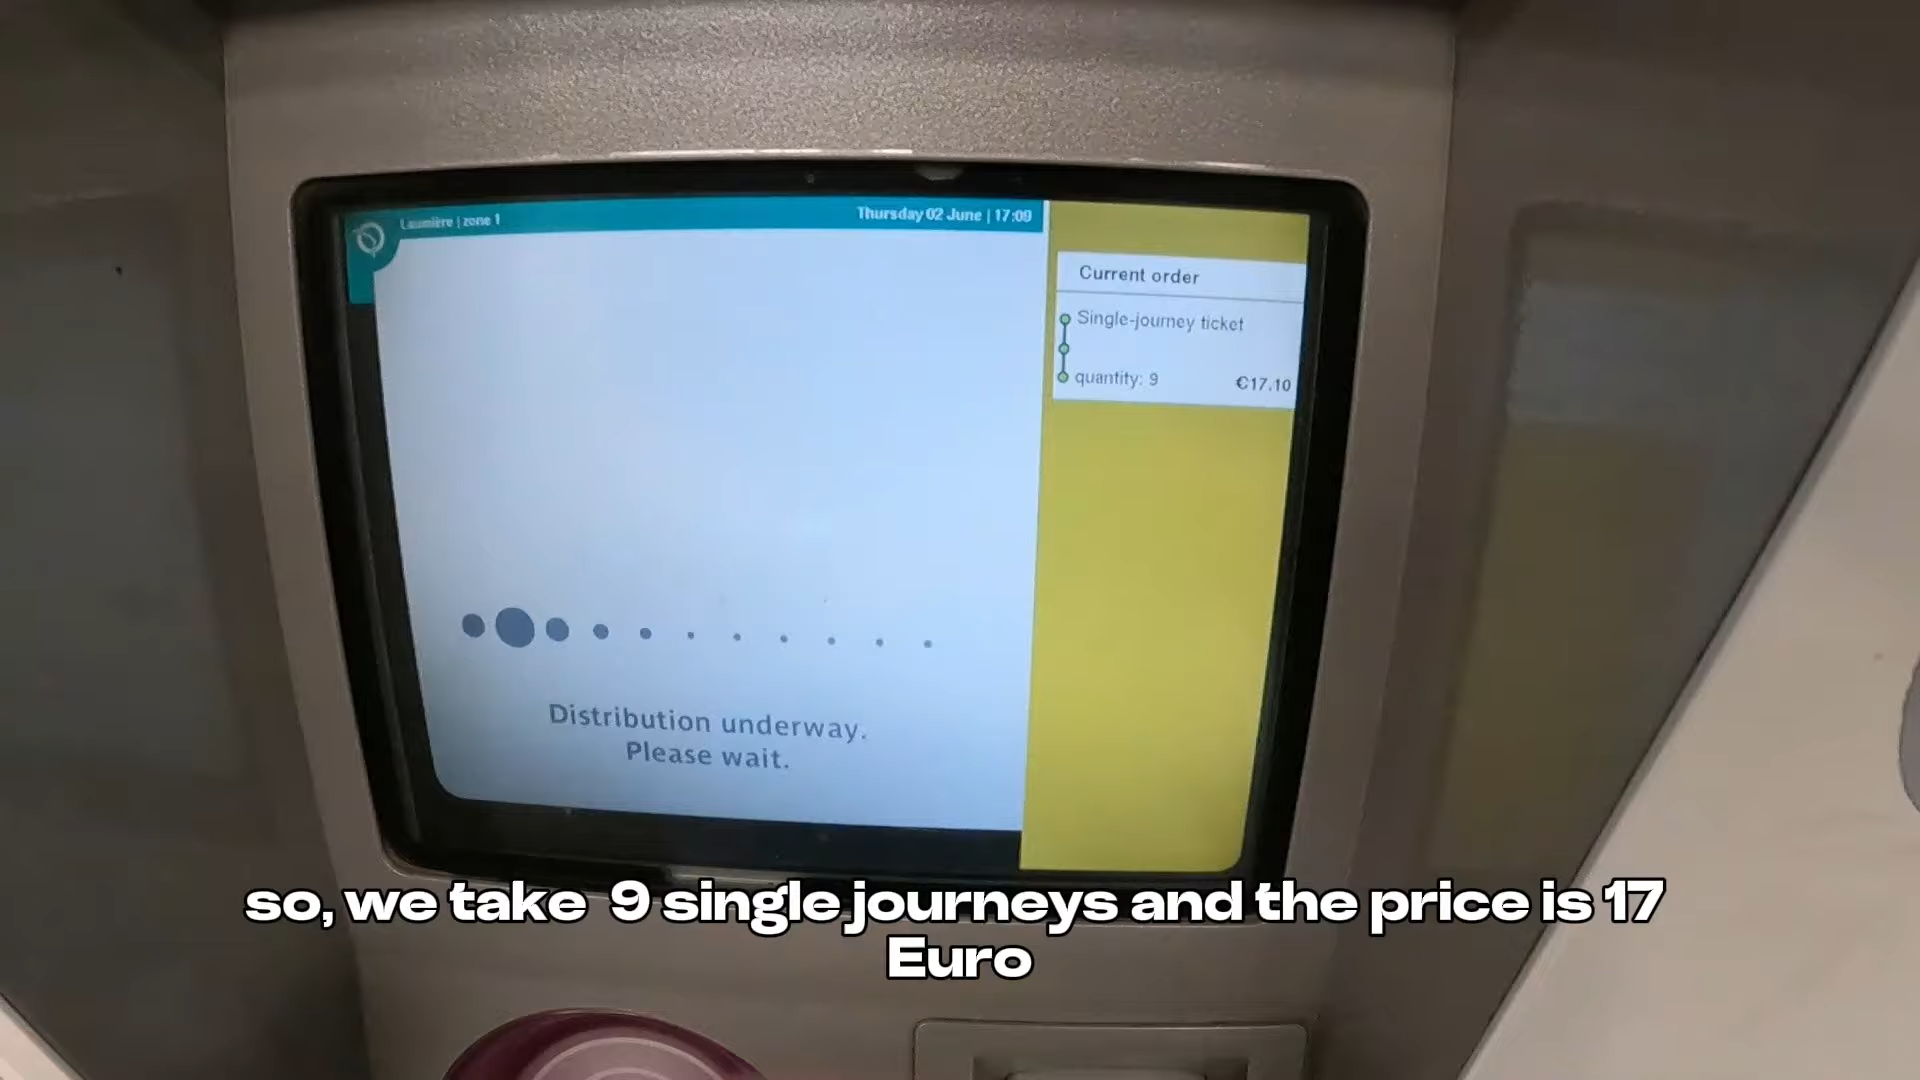 Laumière | zone 1
Thursday 02 June | 17:09
Current order
Single-journey ticket
quantity: 9 €17.10
Distribution underway.
Please wait.
so, we take 9 single journeys and the price is 17
Euro